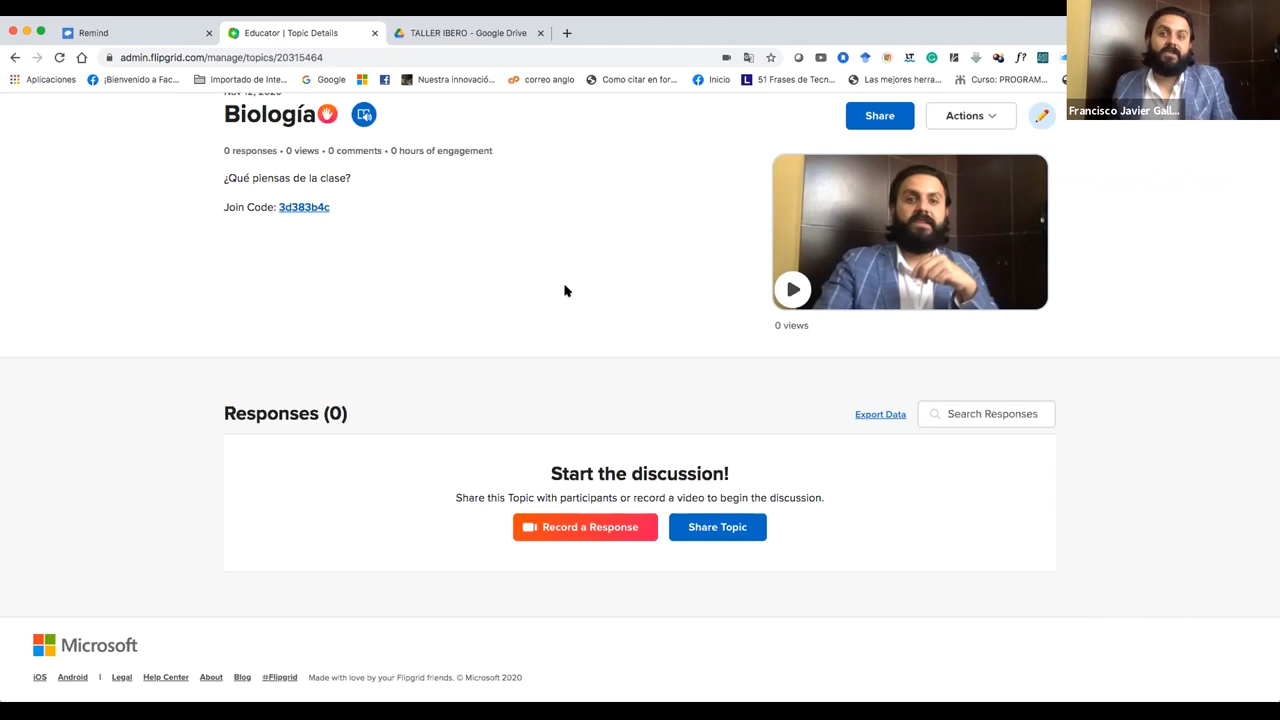 Remind
Educator | Topic Details
TALLER IBERO - Google Drive
admin.flipgrid.com/manage/topics/20315464
Aplicaciones
¡Bienvenido a Fac...
Importado de Inte...
Google
Nuestra innovació...
correo anglo
Como citar en for...
Inicio
51 Frases de Tecn...
Las mejores herra...
Curso: PROGRAM...
Francisco Javier Gall...
Nov 12, 2020
Biología
Share
Actions
0 responses • 0 views • 0 comments • 0 hours of engagement
¿Qué piensas de la clase?
Join Code: 3d383b4c
0 views
Responses (0)
Export Data
Search Responses
Start the discussion!
Share this Topic with participants or record a video to begin the discussion.
Record a Response
Share Topic
Microsoft
iOS Android | Legal Help Center About Blog @Flipgrid Made with love by your Flipgrid friends. © Microsoft 2020